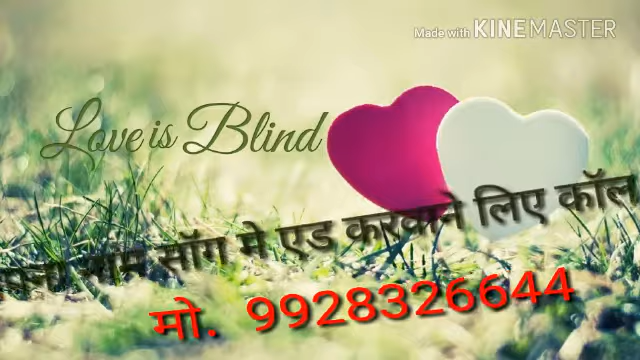 Made with KINEMASTER
Love is Blind
सॉग मे एड करवाने लिए कॉल
मो. 9928326644